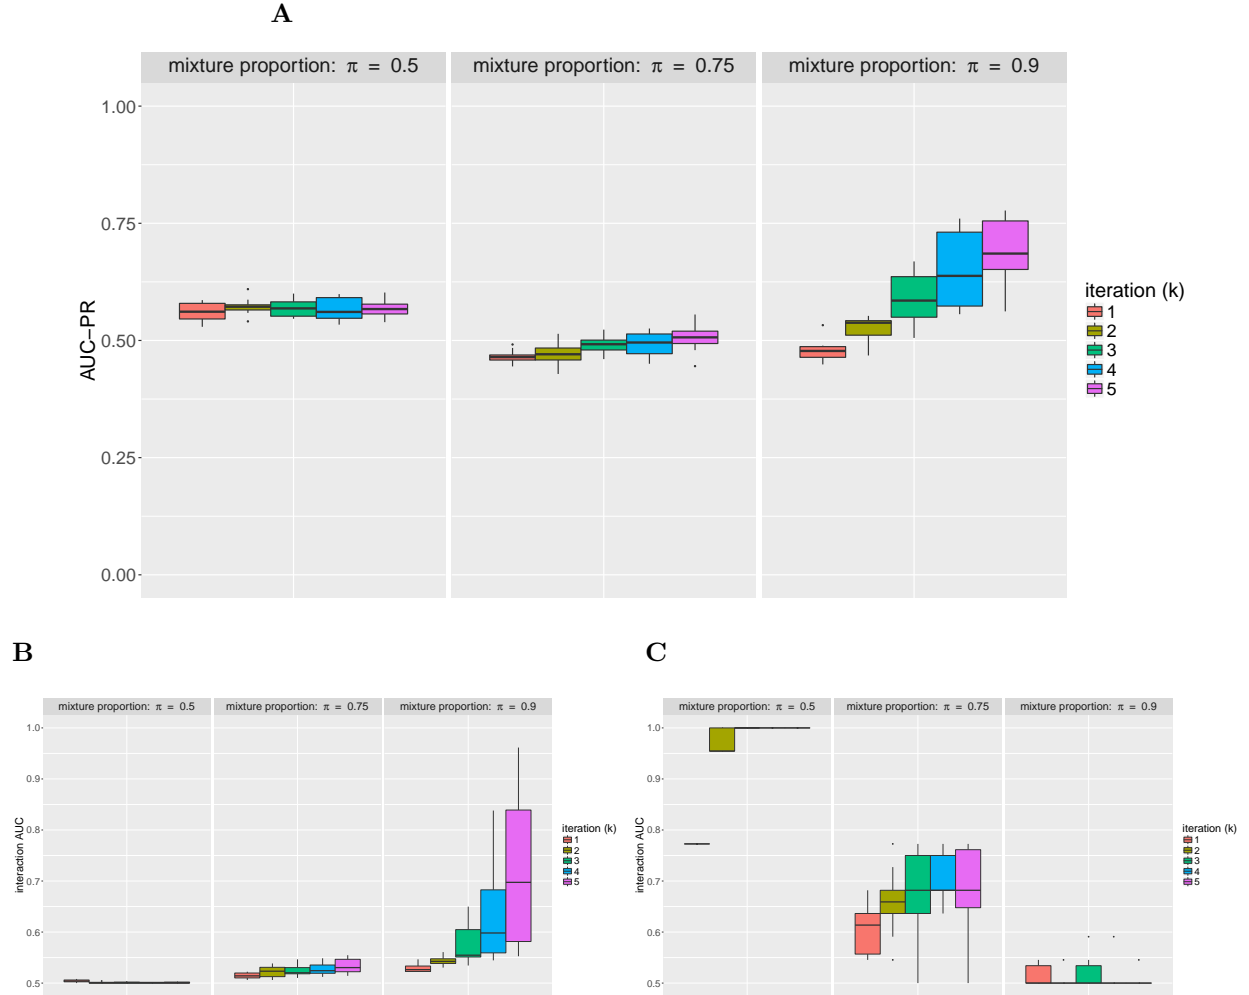 A
mixture proportion: π = 0.5
mixture proportion: π = 0.75
mixture proportion: π = 0.9
1.00
0.75
0.50
0.25
0.00
AUC−PR
iteration (k)
1
2
3
4
5
B
mixture proportion: π = 0.5
mixture proportion: π = 0.75
mixture proportion: π = 0.9
1.0
0.9
0.8
0.7
0.6
0.5
interaction AUC
iteration (k)
1
2
3
4
5
C
mixture proportion: π = 0.5
mixture proportion: π = 0.75
mixture proportion: π = 0.9
1.0
0.9
0.8
0.7
0.6
0.5
interaction AUC
iteration (k)
1
2
3
4
5